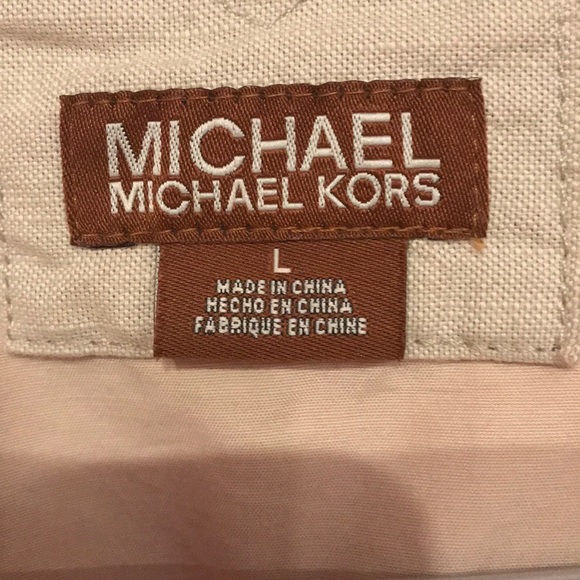 MICHAEL
MICHAEL KORS
L
MADE IN CHINA
HECHO EN CHINA
FABRIQUE EN CHINE